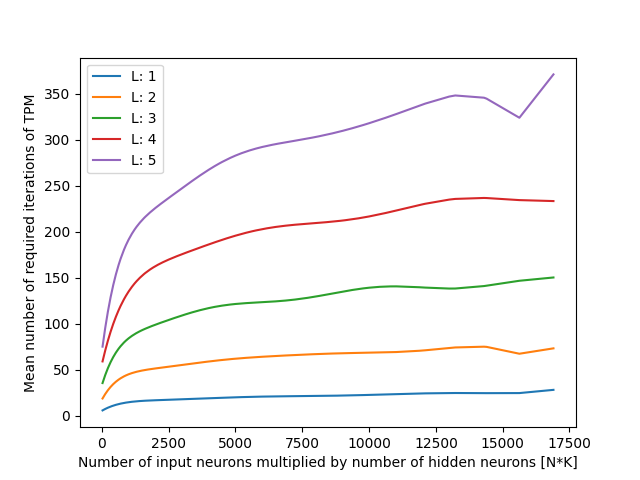 L: 1
L: 2
L: 3
L: 4
L: 5
Mean number of required iterations of TPM
350
300
250
200
150
100
50
0
0 2500 5000 7500 10000 12500 15000 17500
Number of input neurons multiplied by number of hidden neurons [N*K]